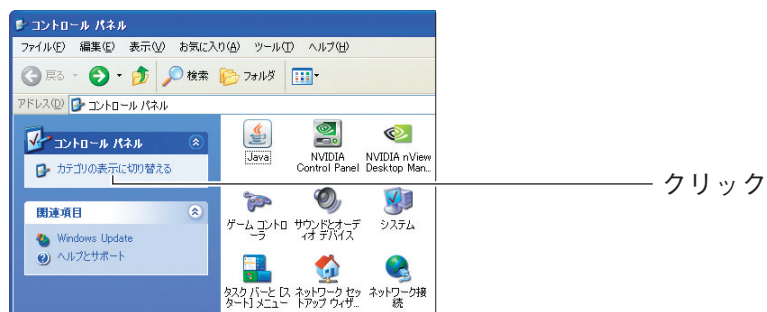 コントロール パネル
ファイル(F) 編集(E) 表示(V) お気に入り(A) ツール(T) ヘルプ(H)
戻る 検索 フォルダ
アドレス(D) コントロール パネル
コントロール パネル
カテゴリの表示に切り替える
クリック
関連項目
Windows Update
ヘルプとサポート
Java
NVIDIA
Control Panel
NVIDIA nView
Desktop Man...
ゲーム コントロ
ーラ
サウンドとオーデ
ィオ デバイス
システム
タスク バーと [ス
タート] メニュー
ネットワーク セッ
トアップ ウィザ...
ネットワーク接
続